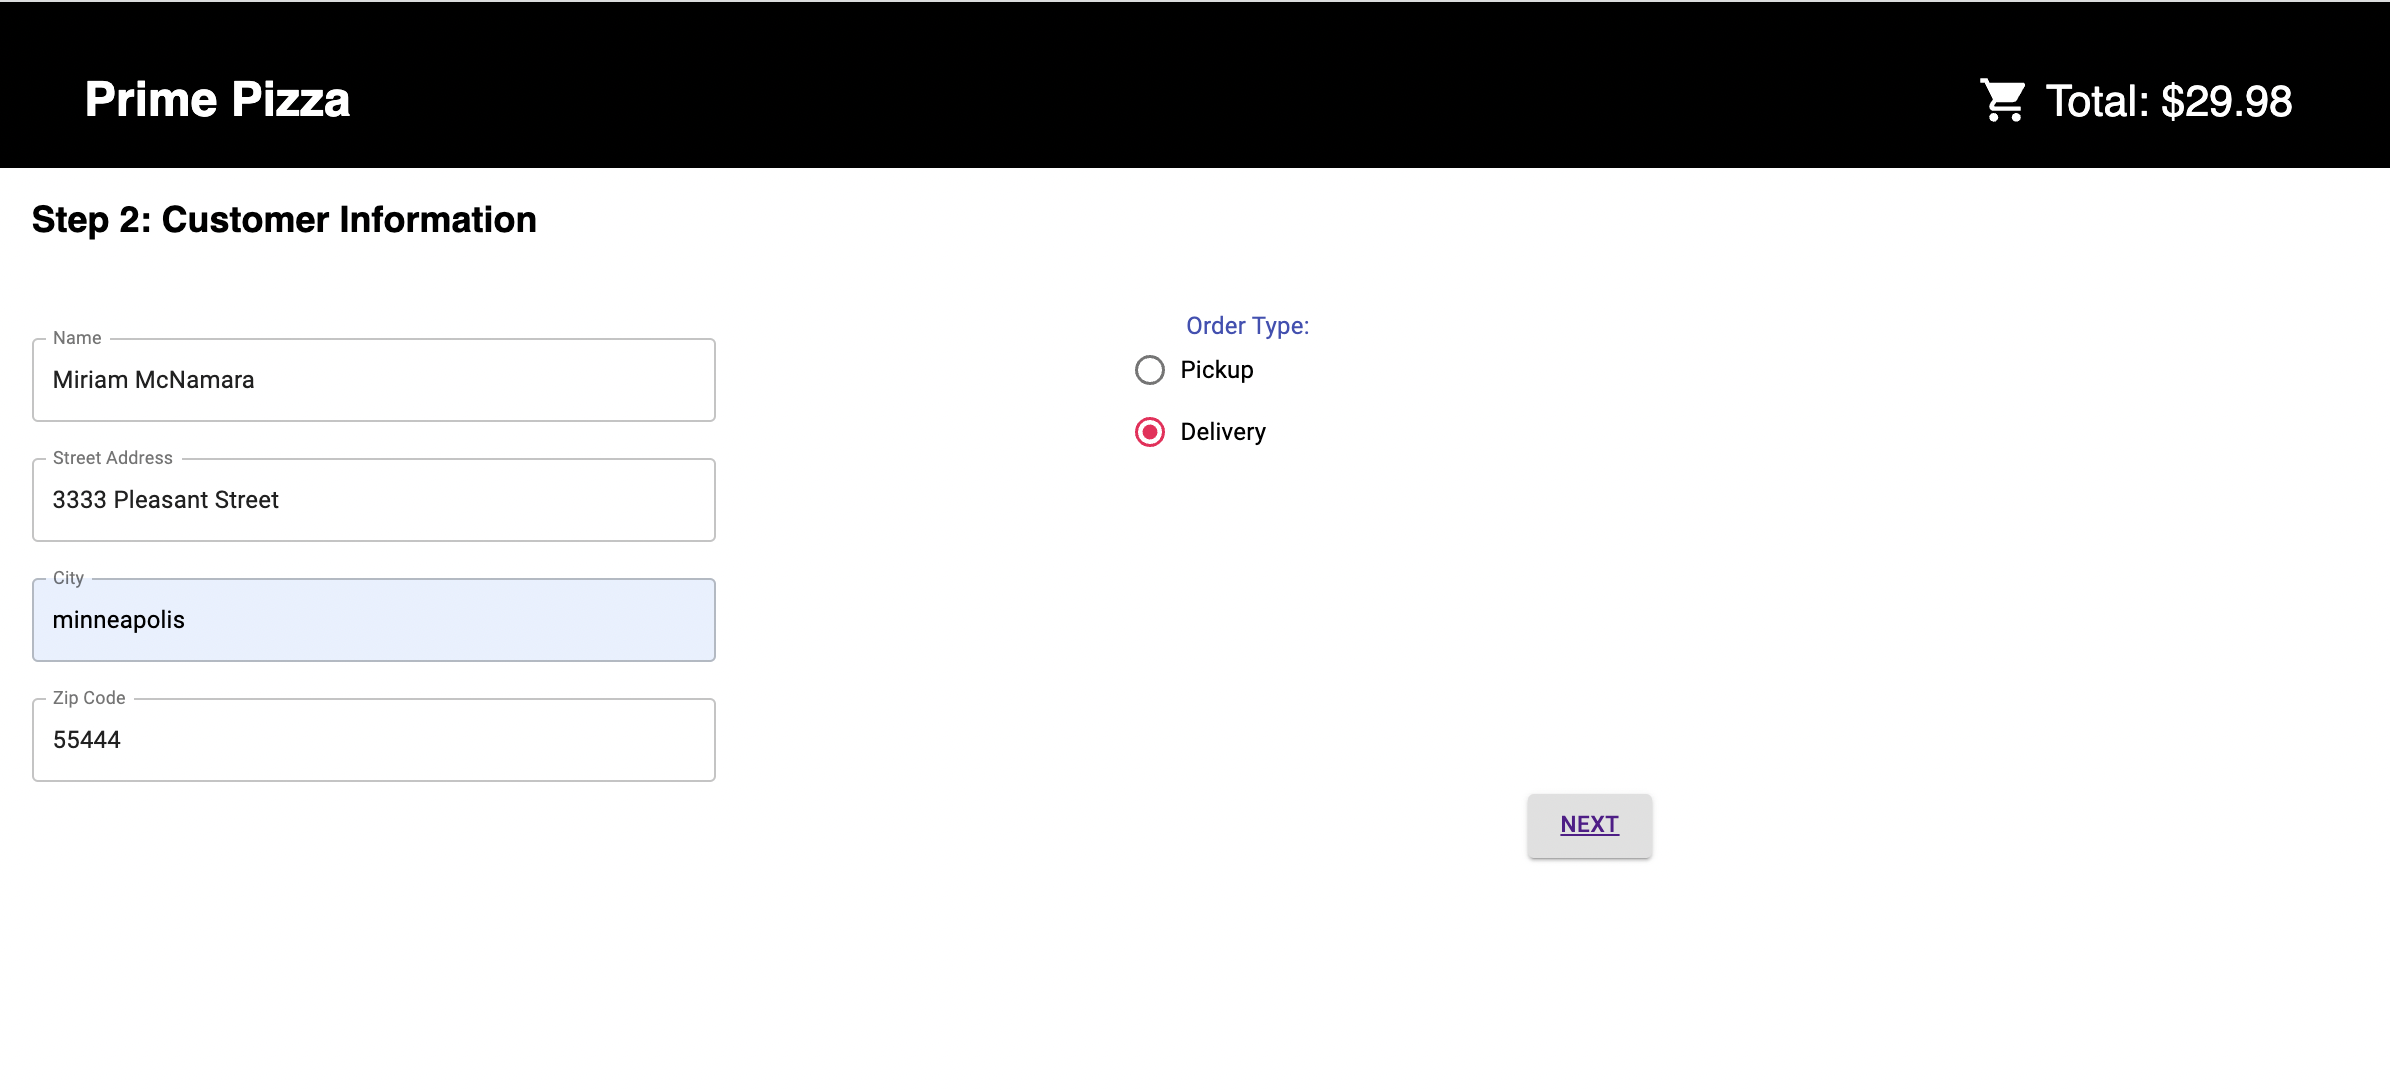 Prime Pizza
Total: $29.98
Step 2: Customer Information
Name
Miriam McNamara
Street Address
3333 Pleasant Street
City
minneapolis
Zip Code
55444
Order Type:
Pickup
Delivery
NEXT